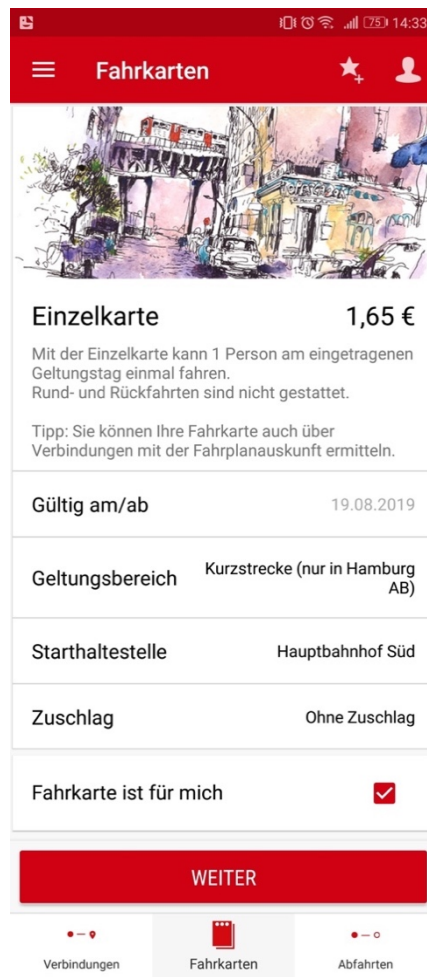 75 14:33
Fahrkarten
Einzelkarte 1,65 €
Mit der Einzelkarte kann 1 Person am eingetragenen
Geltungstag einmal fahren.
Rund- und Rückfahrten sind nicht gestattet.
Tipp: Sie können Ihre Fahrkarte auch über
Verbindungen mit der Fahrplanauskunft ermitteln.
Gültig am/ab 19.08.2019
Geltungsbereich Kurzstrecke (nur in Hamburg
AB)
Starthaltestelle Hauptbahnhof Süd
Zuschlag Ohne Zuschlag
Fahrkarte ist für mich
WEITER
Verbindungen Fahrkarten Abfahrten